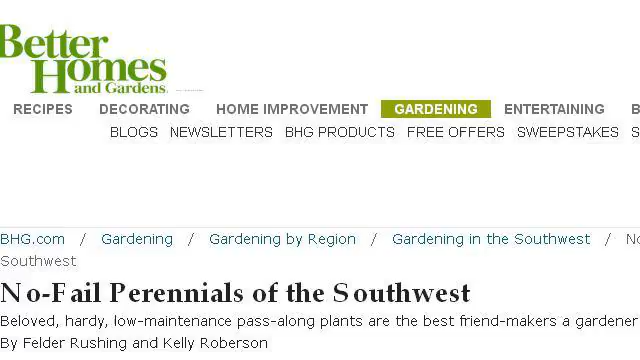 Better
Homes
and Gardens
RECIPES DECORATING HOME IMPROVEMENT GARDENING ENTERTAINING B
BLOGS NEWSLETTERS BHG PRODUCTS FREE OFFERS SWEEPSTAKES S
BHG.com / Gardening / Gardening by Region / Gardening in the Southwest / No
Southwest
No-Fail Perennials of the Southwest
Beloved, hardy, low-maintenance pass-along plants are the best friend-makers a gardener
By Felder Rushing and Kelly Roberson